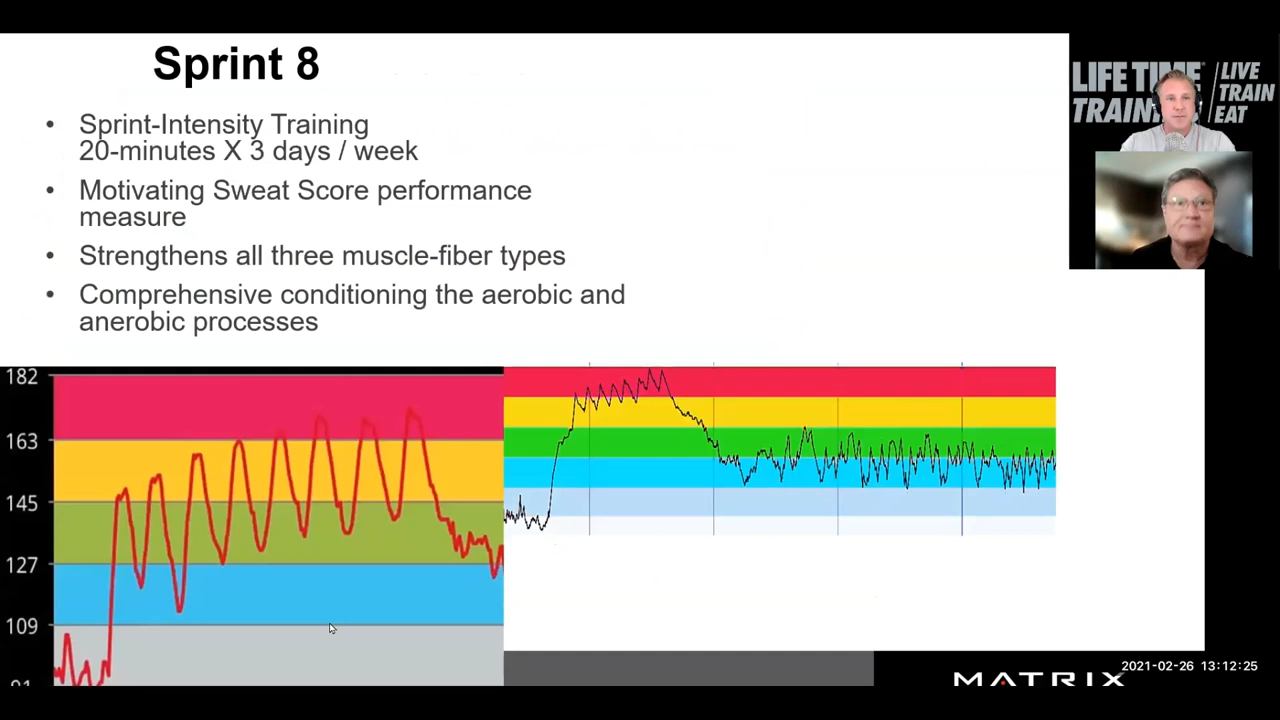 Sprint 8
• Sprint-Intensity Training
20-minutes X 3 days / week
• Motivating Sweat Score performance
measure
• Strengthens all three muscle-fiber types
• Comprehensive conditioning the aerobic and
anerobic processes
182
163
145
127
109
LIFE TIME
LIVE
TRAIN
EAT
2021-02-26 13:12:25
MATRIX